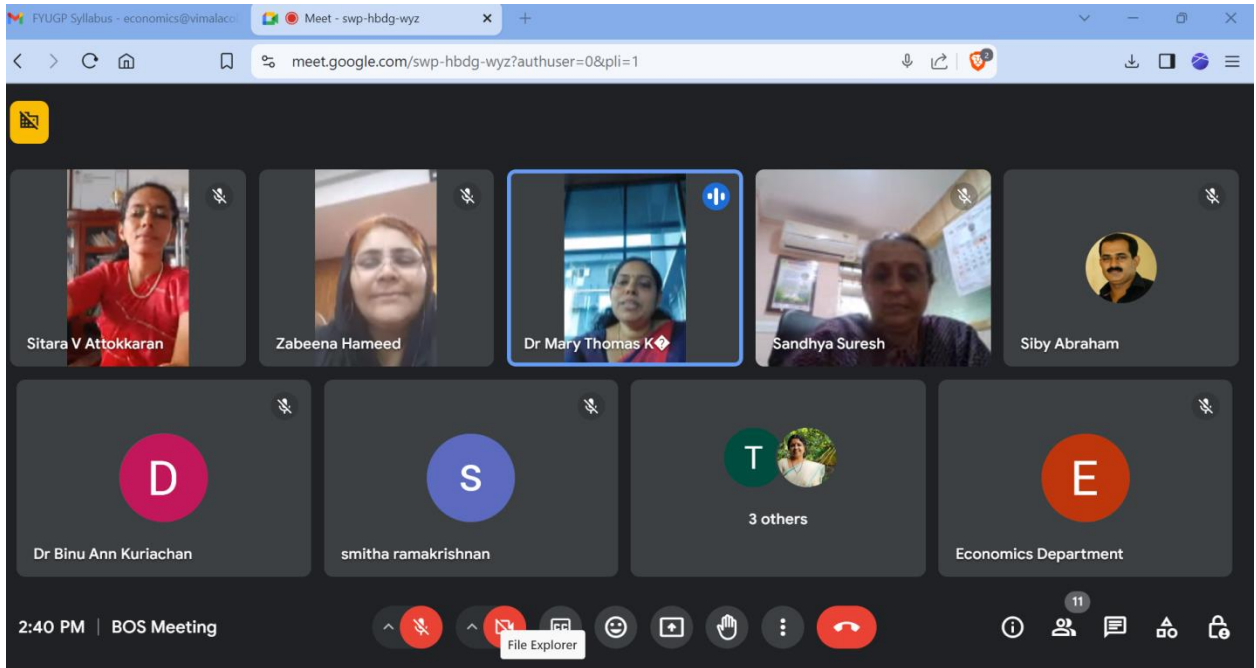 FYUGP Syllabus - economics@vimalaco
Meet - swp-hbdg-wyz
meet.google.com/swp-hbdg-wyz?authuser=0&pli=1
2
Sitara V Attokkaran
Zabeena Hameed
Dr Mary Thomas K�
Sandhya Suresh
Siby Abraham
D
S
T
E
Dr Binu Ann Kuriachan
smitha ramakrishnan
3 others
Economics Department
11
2:40 PM | BOS Meeting
File Explorer